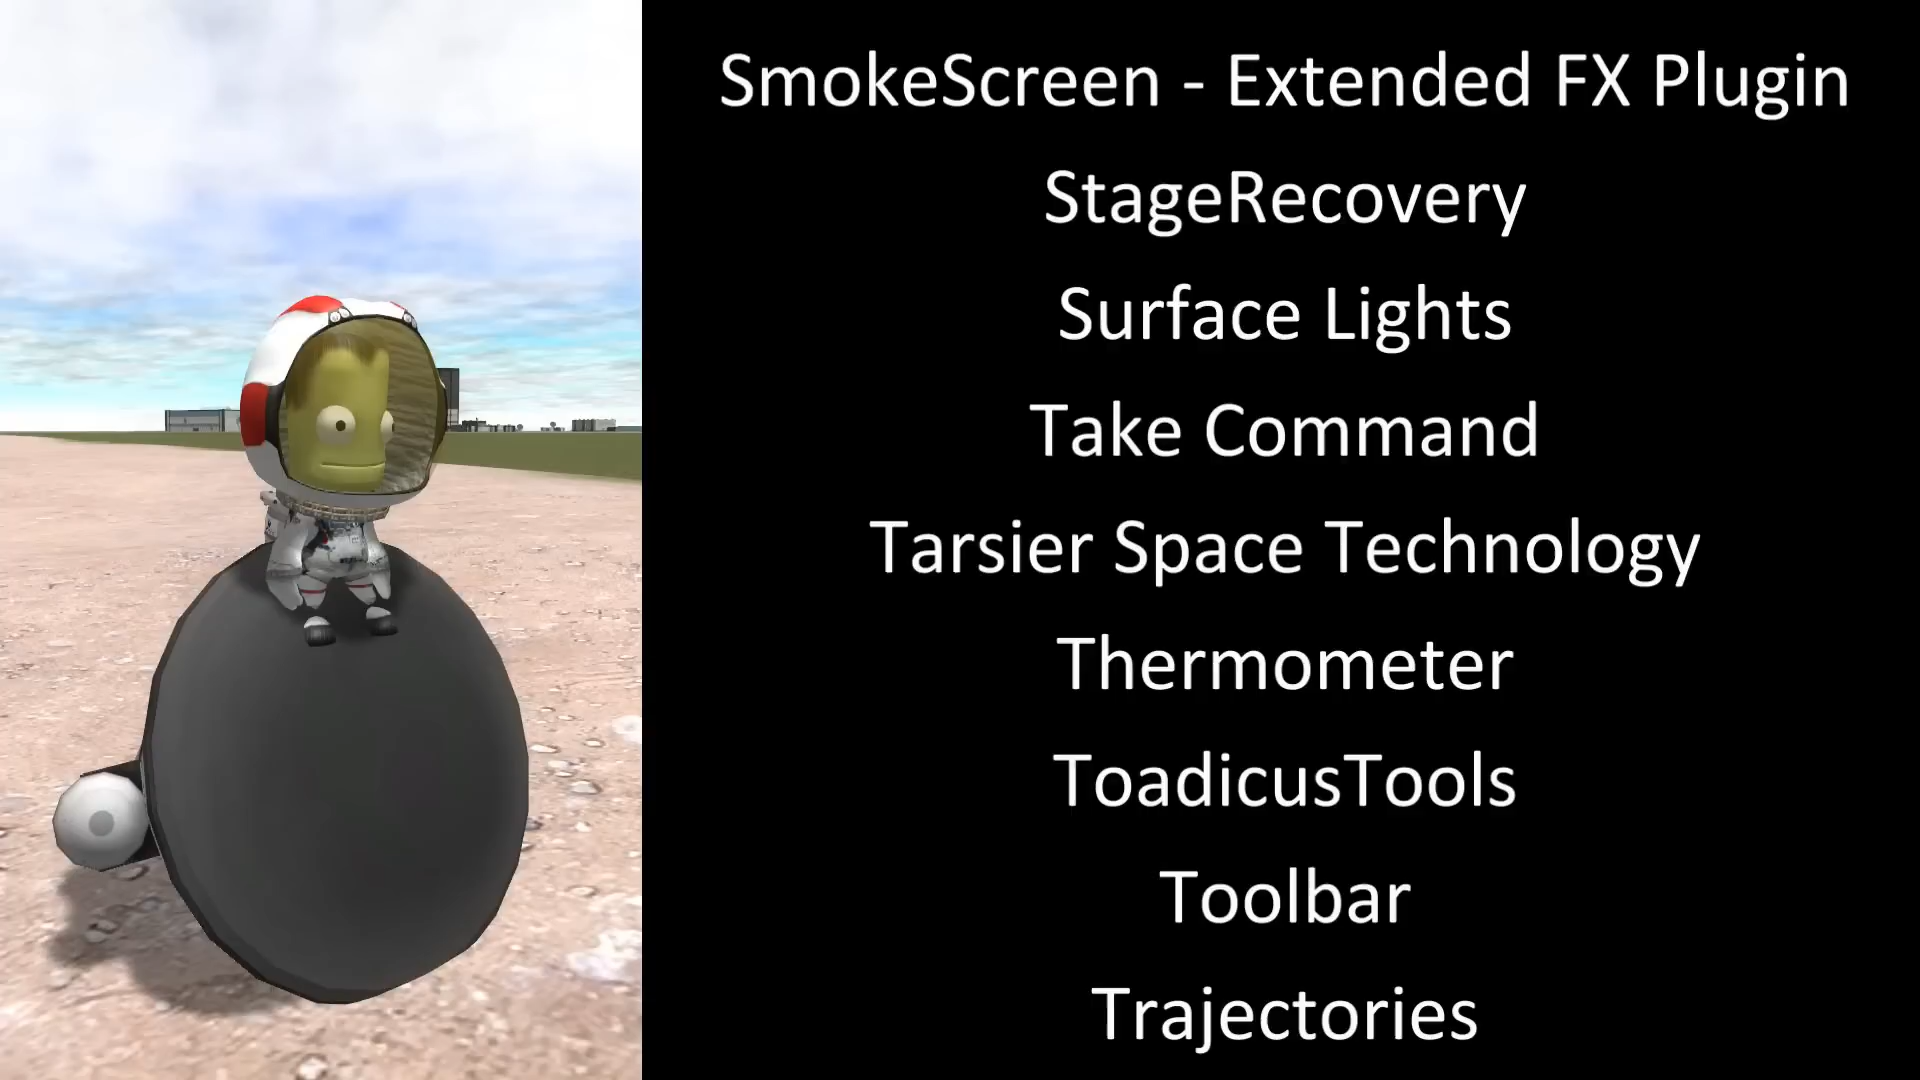 SmokeScreen - Extended FX Plugin
StageRecovery
Surface Lights
Take Command
Tarsier Space Technology
Thermometer
ToadicusTools
Toolbar
Trajectories